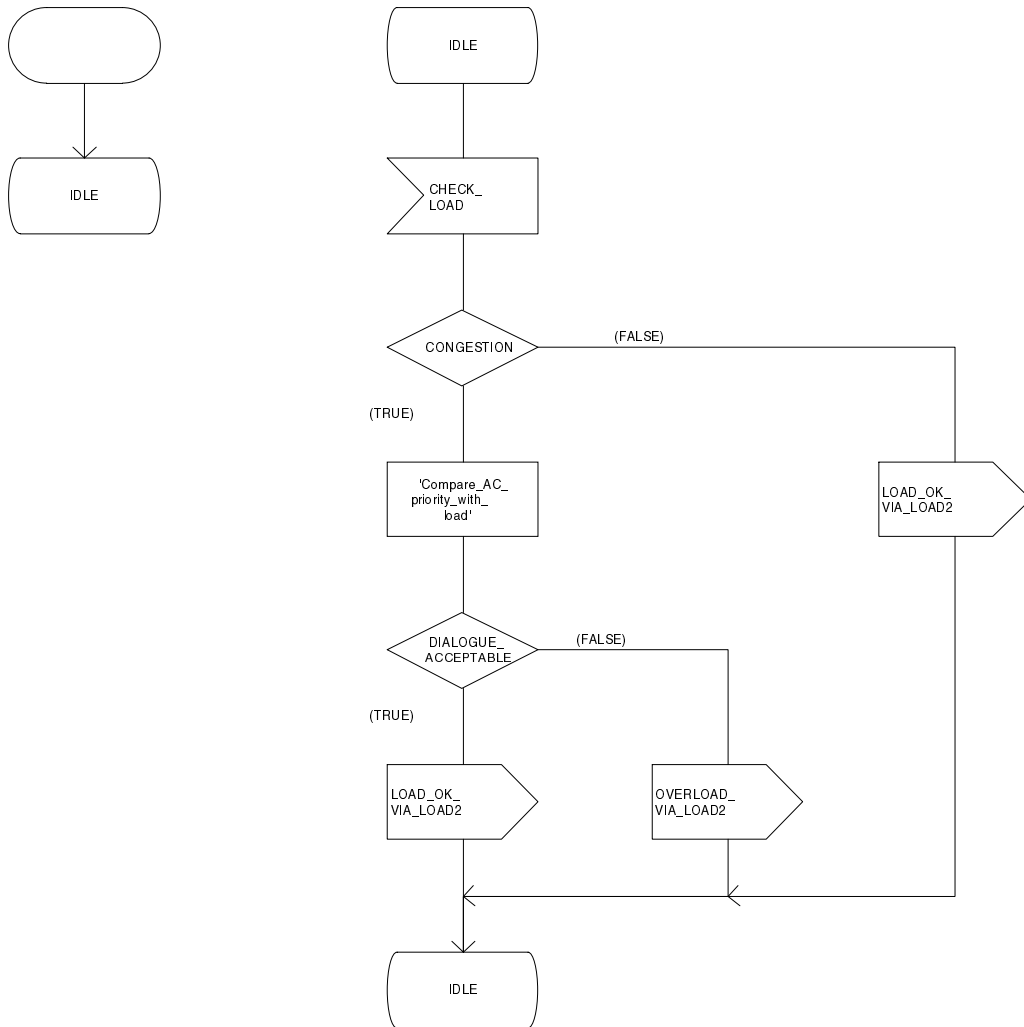 IDLE
IDLE
CHECK_
LOAD
CONGESTION
(FALSE)
(TRUE)
'Compare_AC_
priority_with_
load'
LOAD_OK_
VIA_LOAD2
DIALOGUE_
ACCEPTABLE
(FALSE)
(TRUE)
LOAD_OK_
VIA_LOAD2
OVERLOAD_
VIA_LOAD2
IDLE